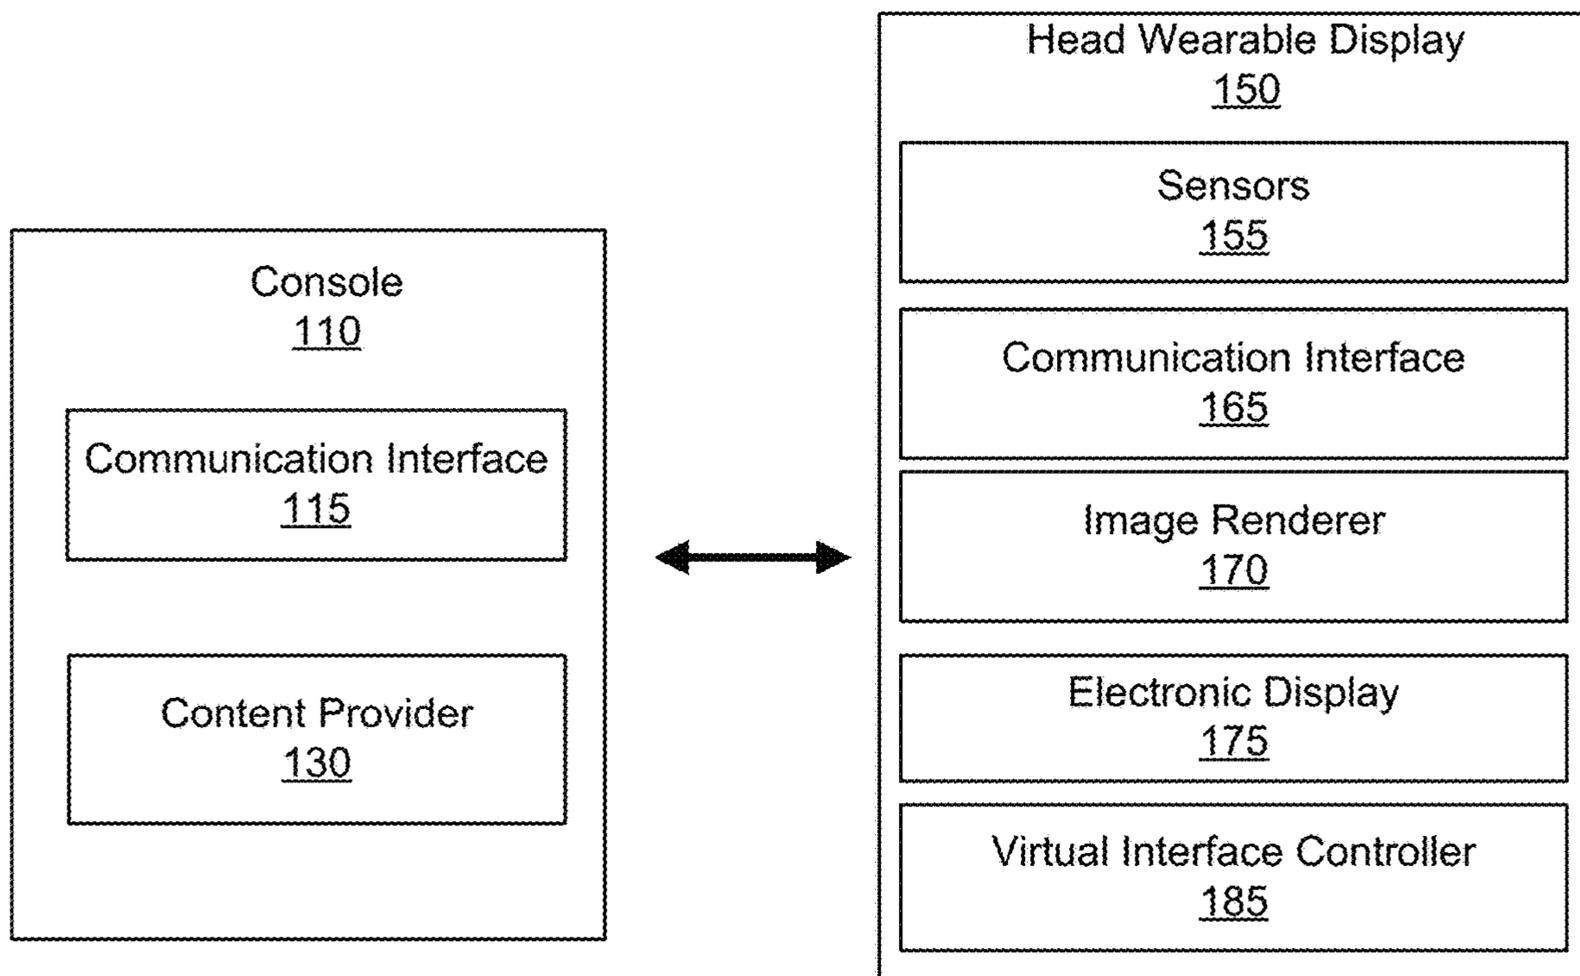 Console
110
Communication Interface
115
Content Provider
130
Head Wearable Display
150
Sensors
155
Communication Interface
165
Image Renderer
170
Electronic Display
175
Virtual Interface Controller
185